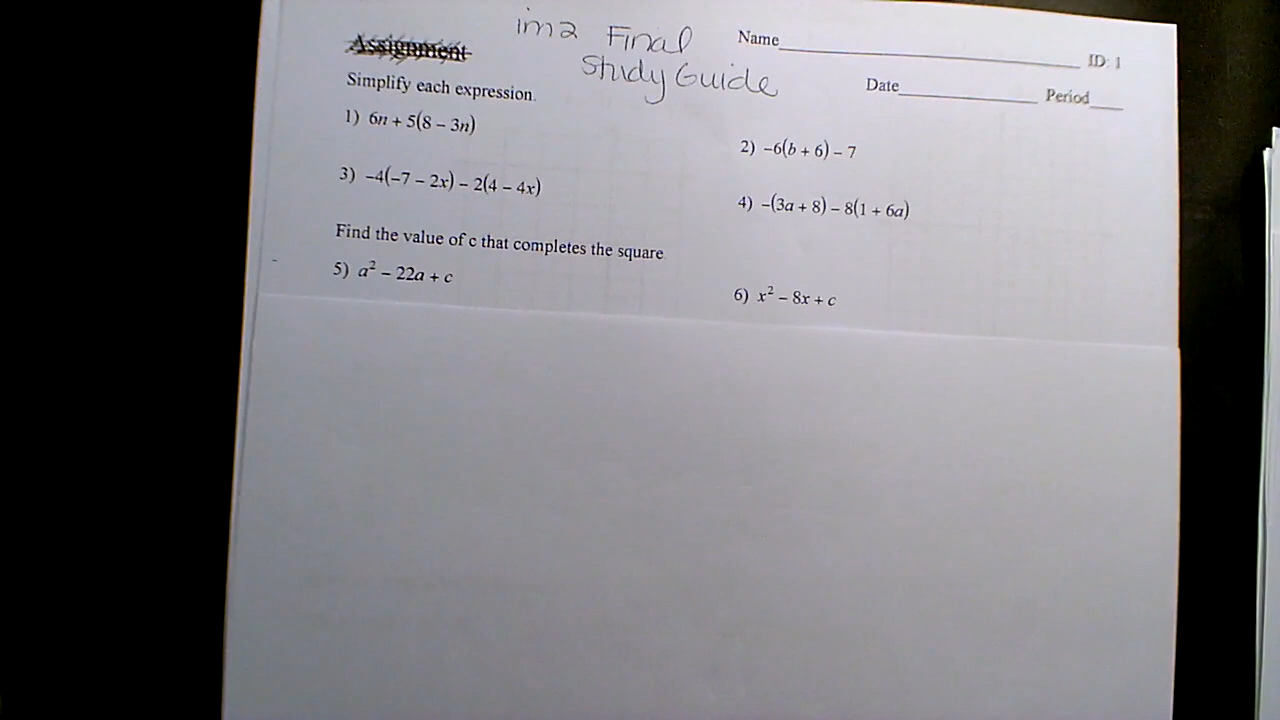 Assignment
im2 Final
Study Guide
Name
ID: 1
Date Period
Simplify each expression.
1) 6n + 5(8 − 3n)
2) −6(b + 6) − 7
3) −4(−7 − 2x) − 2(4 − 4x)
4) −(3a + 8) − 8(1 + 6a)
Find the value of c that completes the square
5) a² − 22a + c
6) x² − 8x + c